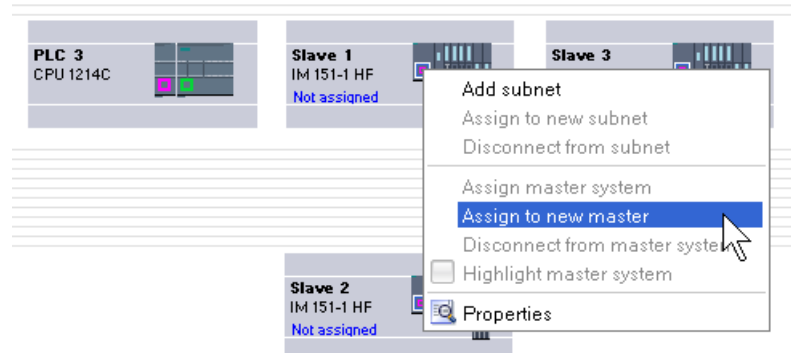 PLC 3
CPU 1214C
Slave 1
IM 151-1 HF
Not assigned
Slave 3
Add subnet
Assign to new subnet
Disconnect from subnet
Assign master system
Assign to new master
Disconnect from master system
Highlight master system
Properties
Slave 2
IM 151-1 HF
Not assigned